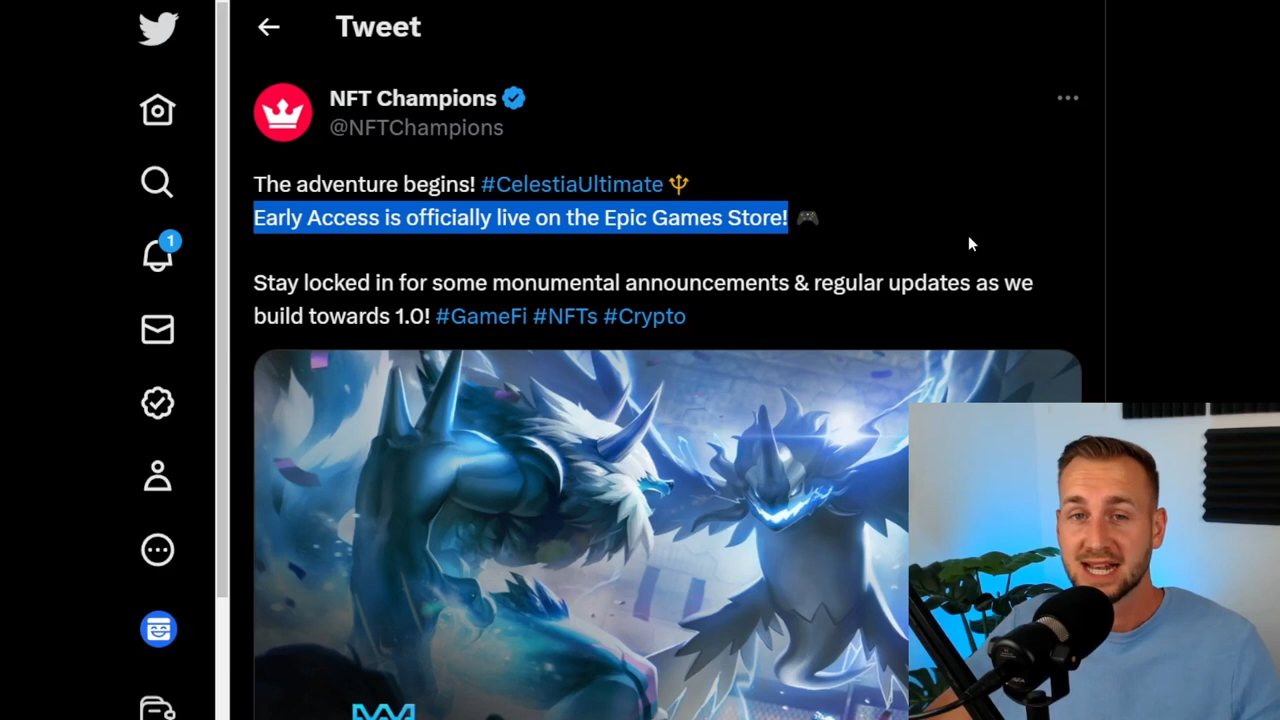 Tweet
NFT Champions
@NFTChampions
The adventure begins! #CelestiaUltimate 🔱
Early Access is officially live on the Epic Games Store! 🎮
1
Stay locked in for some monumental announcements & regular updates as we
build towards 1.0! #GameFi #NFTs #Crypto